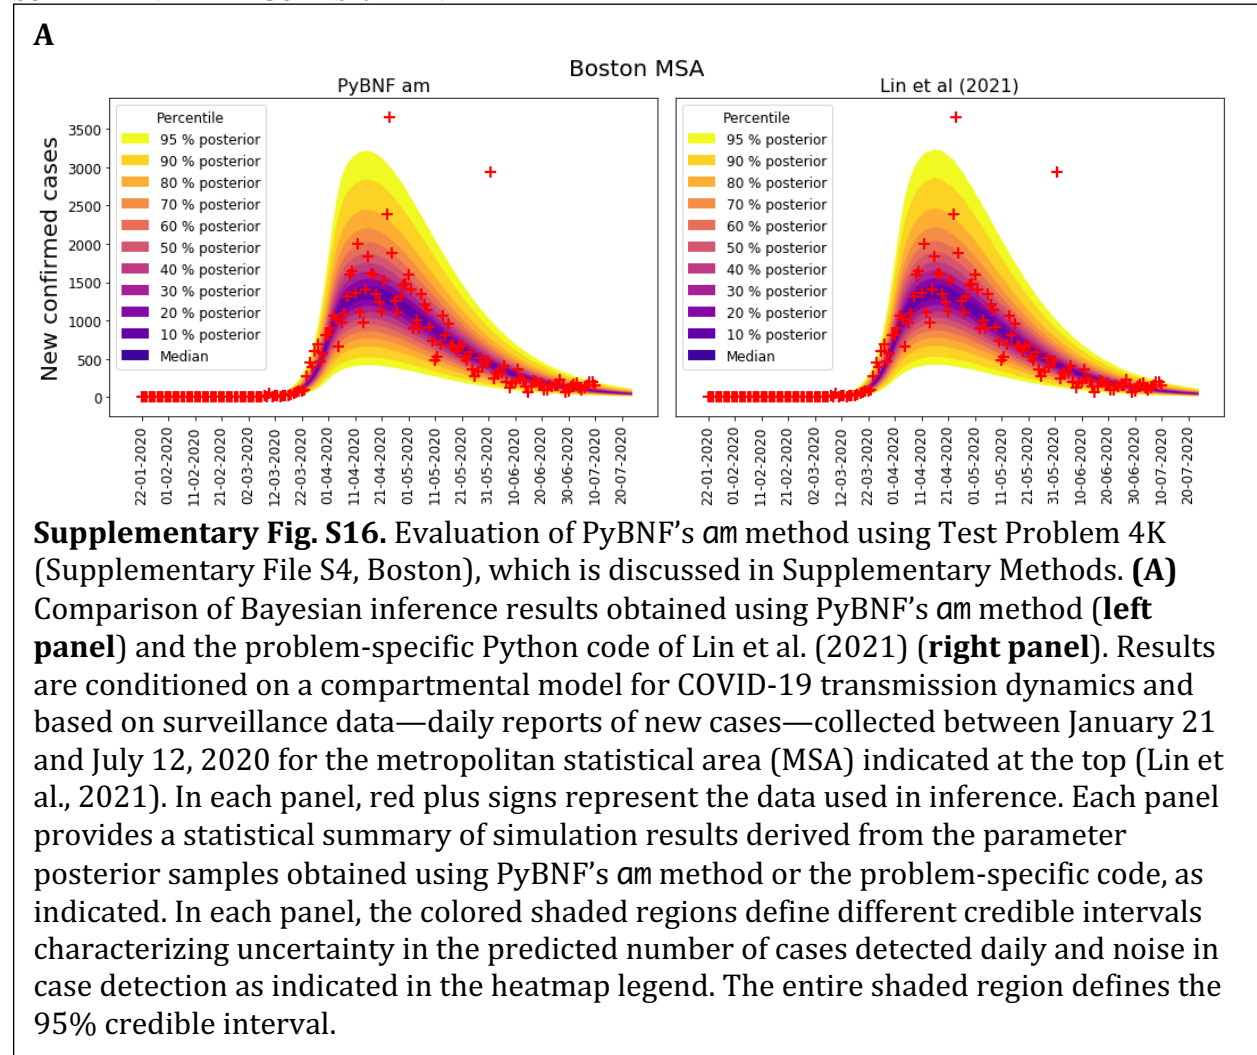 A
Boston MSA
PyBNF am
Lin et al (2021)
New confirmed cases
3500
3000
2500
2000
1500
1000
500
0
Percentile
95 % posterior
90 % posterior
80 % posterior
70 % posterior
60 % posterior
50 % posterior
40 % posterior
30 % posterior
20 % posterior
10 % posterior
Median
Percentile
95 % posterior
90 % posterior
80 % posterior
70 % posterior
60 % posterior
50 % posterior
40 % posterior
30 % posterior
20 % posterior
10 % posterior
Median
22-01-2020
01-02-2020
11-02-2020
21-02-2020
02-03-2020
12-03-2020
22-03-2020
01-04-2020
11-04-2020
21-04-2020
01-05-2020
11-05-2020
21-05-2020
31-05-2020
10-06-2020
20-06-2020
30-06-2020
10-07-2020
20-07-2020
22-01-2020
01-02-2020
11-02-2020
21-02-2020
02-03-2020
12-03-2020
22-03-2020
01-04-2020
11-04-2020
21-04-2020
01-05-2020
11-05-2020
21-05-2020
31-05-2020
10-06-2020
20-06-2020
30-06-2020
10-07-2020
20-07-2020
Supplementary Fig. S16. Evaluation of PyBNF’s am method using Test Problem 4K
(Supplementary File S4, Boston), which is discussed in Supplementary Methods. (A)
Comparison of Bayesian inference results obtained using PyBNF’s am method (left
panel) and the problem-specific Python code of Lin et al. (2021) (right panel). Results
are conditioned on a compartmental model for COVID-19 transmission dynamics and
based on surveillance data—daily reports of new cases—collected between January 21
and July 12, 2020 for the metropolitan statistical area (MSA) indicated at the top (Lin et
al., 2021). In each panel, red plus signs represent the data used in inference. Each panel
provides a statistical summary of simulation results derived from the parameter
posterior samples obtained using PyBNF’s am method or the problem-specific code, as
indicated. In each panel, the colored shaded regions define different credible intervals
characterizing uncertainty in the predicted number of cases detected daily and noise in
case detection as indicated in the heatmap legend. The entire shaded region defines the
95% credible interval.